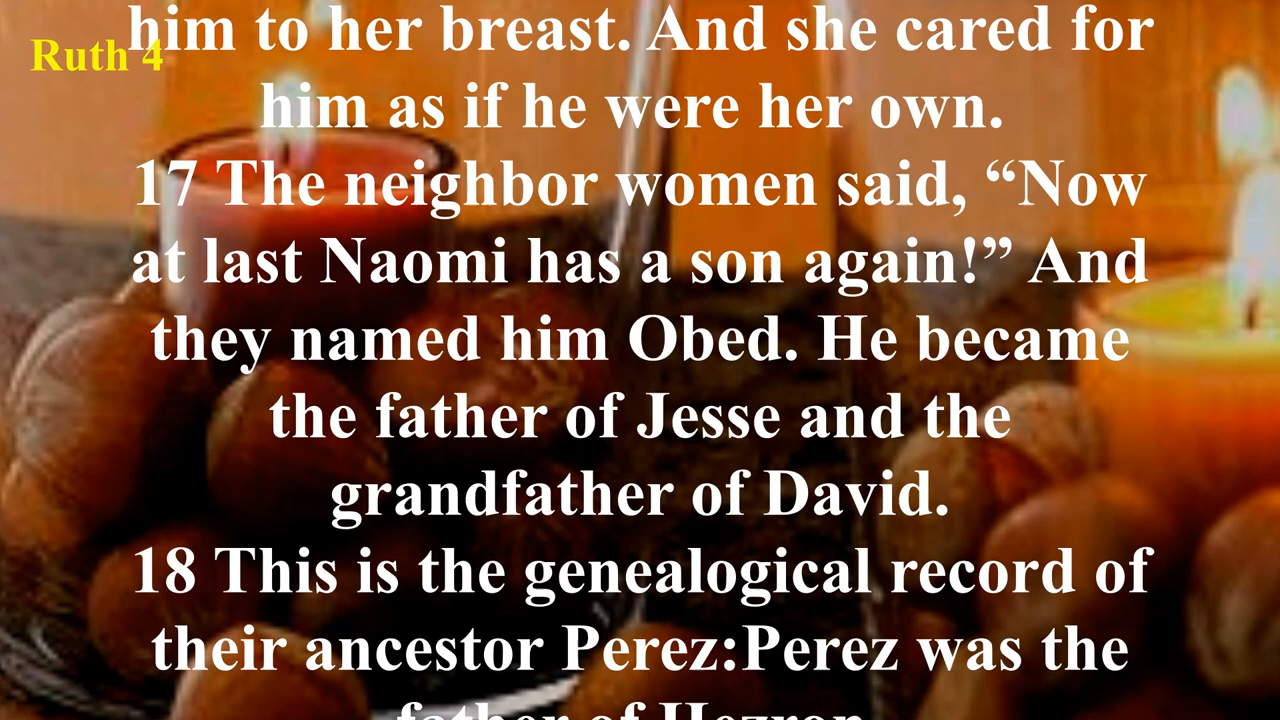 Ruth 4
him to her breast. And she cared for
him as if he were her own.
17 The neighbor women said, “Now
at last Naomi has a son again!” And
they named him Obed. He became
the father of Jesse and the
grandfather of David.
18 This is the genealogical record of
their ancestor Perez:Perez was the
father of Hezron.